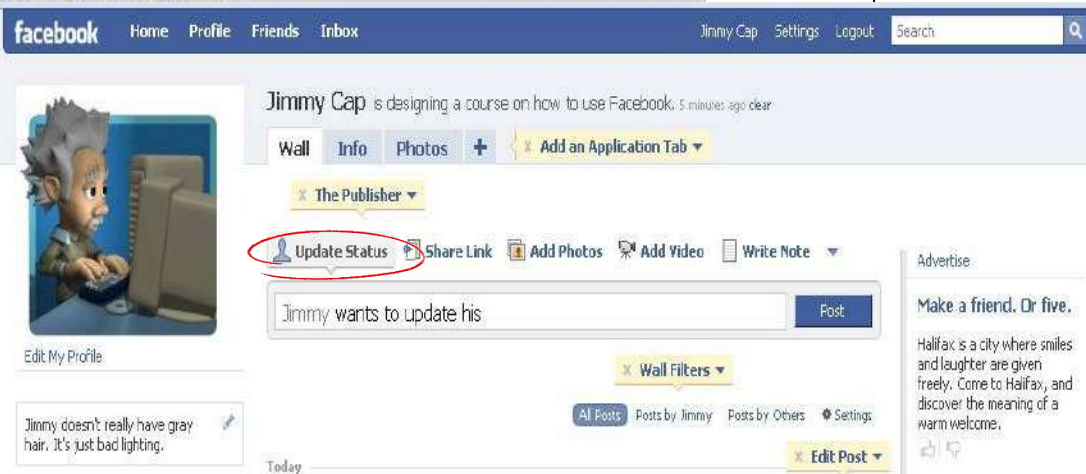 facebook Home Profile Friends Inbox Jimmy Cap Settings Logout Search
Jimmy Cap is designing a course on how to use Facebook. 5 minutes ago clear
Wall Info Photos + x Add an Application Tab
x The Publisher
Update Status Share Link Add Photos Add Video Write Note
Jimmy wants to update his Post
x Wall Filters
All Posts Posts by Jimmy Posts by Others Settings
Today x Edit Post
Edit My Profile
Jimmy doesn't really have gray
hair. It's just bad lighting.
Advertise
Make a friend. Or five.
Halifax is a city where smiles
and laughter are given
freely. Come to Halifax, and
discover the meaning of a
warm welcome.